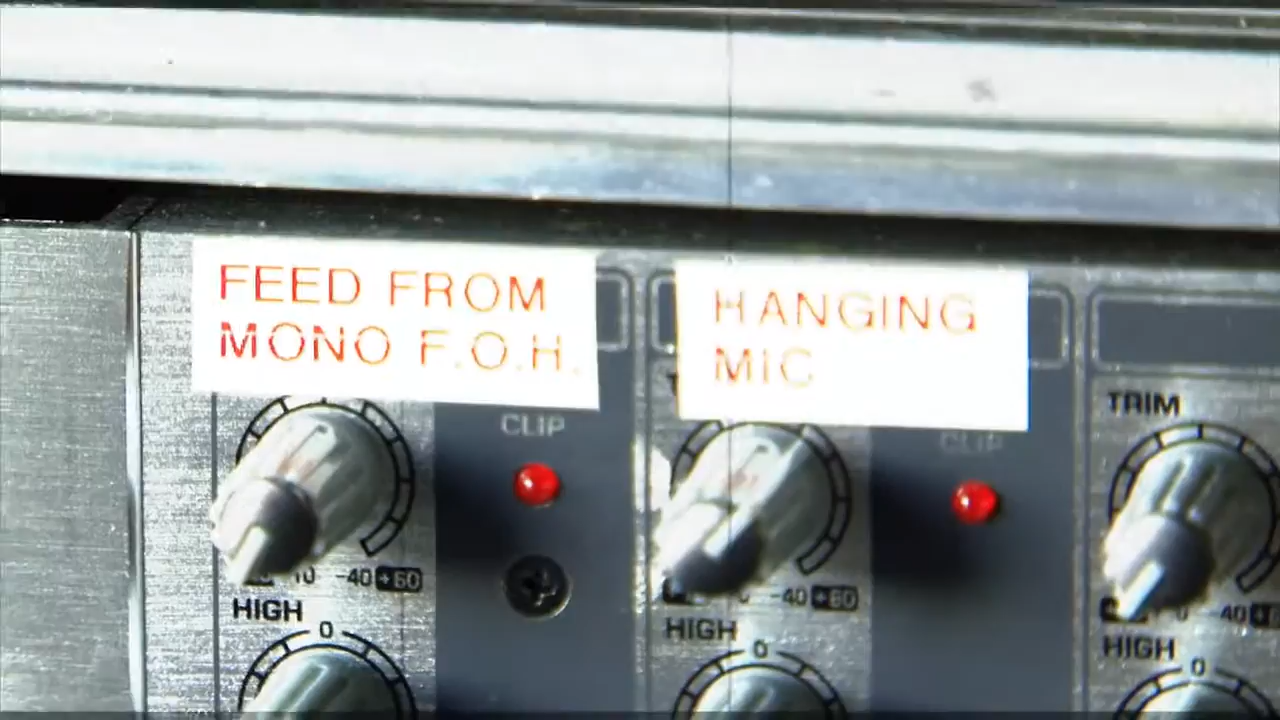 FEED FROM
MONO F.O.H.
HANGING
MIC
CLIP
CLIP
TRIM
-40 +60
-40 +60
40
HIGH
HIGH
HIGH
0
0
0